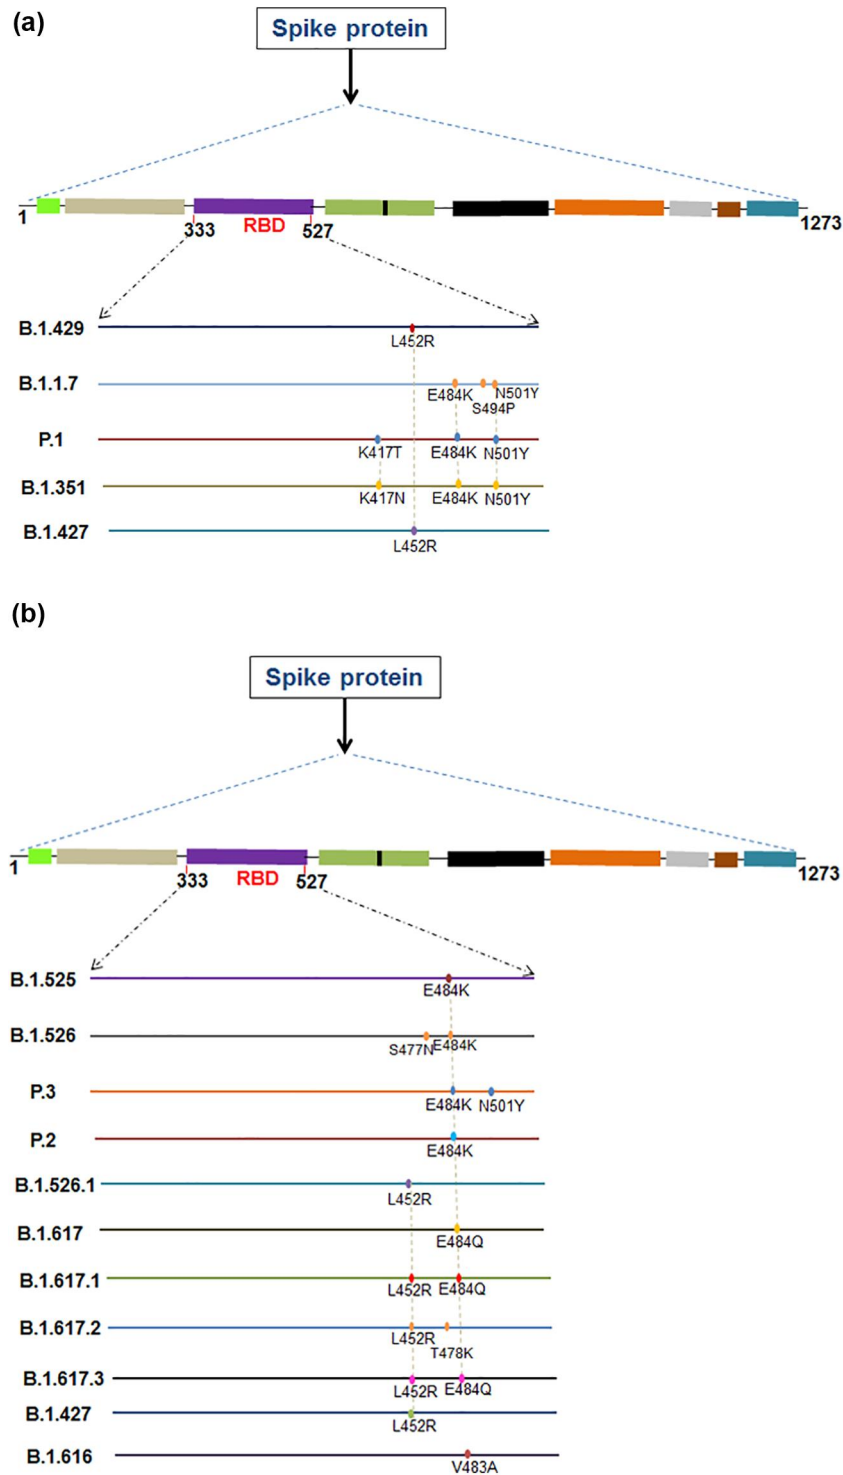 (a)
Spike protein
1
333
RBD
527
1273
B.1.429
L452R
B.1.1.7
E484K
N501Y
S494P
P.1
K417T
E484K
N501Y
B.1.351
K417N
E484K
N501Y
B.1.427
L452R
(b)
Spike protein
1
333
RBD
527
1273
B.1.525
E484K
B.1.526
S477N
E484K
P.3
E484K
N501Y
P.2
E484K
B.1.526.1
L452R
B.1.617
E484Q
B.1.617.1
L452R
E484Q
B.1.617.2
L452R
T478K
B.1.617.3
L452R
E484Q
B.1.427
L452R
B.1.616
V483A